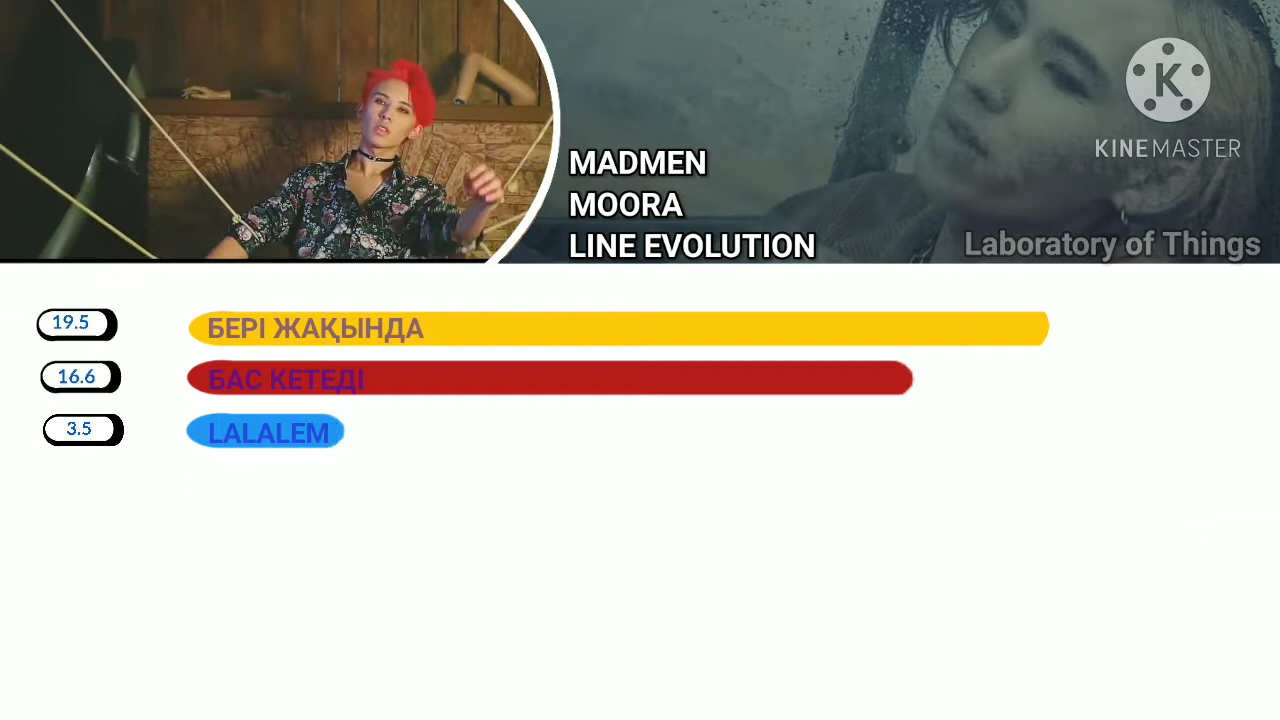 K
KINEMASTER
MADMEN
MOORA
LINE EVOLUTION
Laboratory of Things
19.5 БЕРІ ЖАҚЫНДА
16.6 БАС КЕТЕДІ
3.5 LALALEM